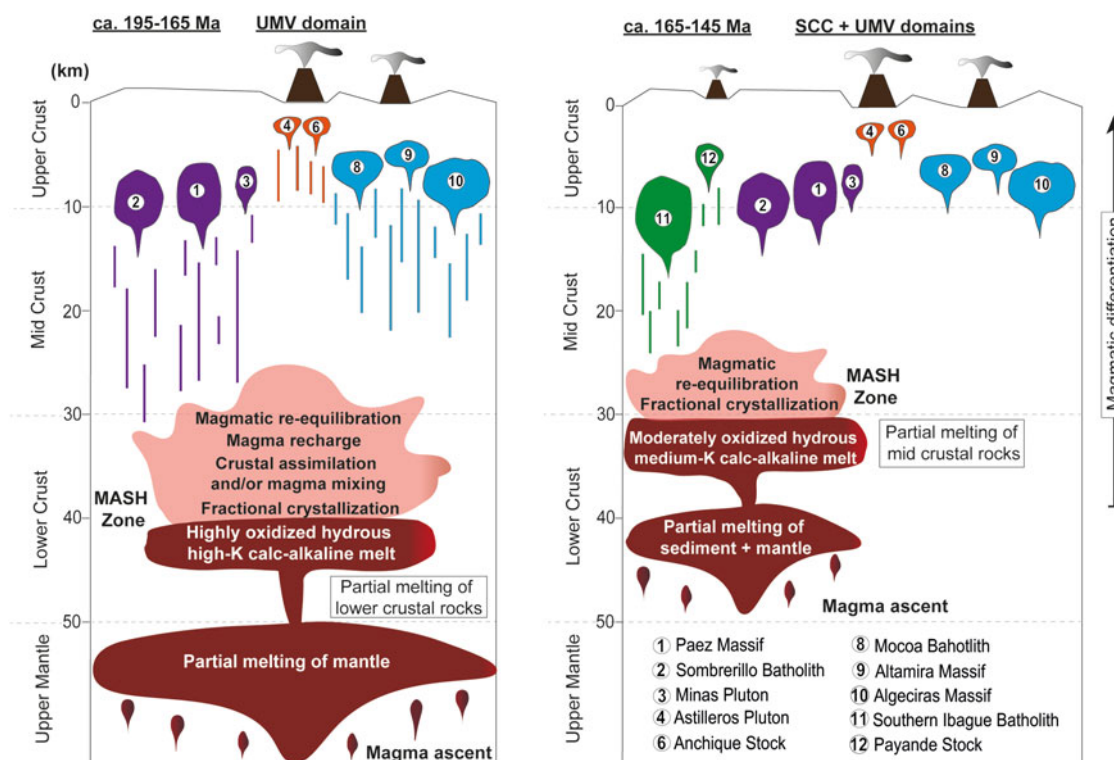 ca. 195-165 Ma
UMV domain
(km)
0
10
20
30
40
50
Upper Crust
Mid Crust
Lower Crust
Upper Mantle
4
6
2
1
3
8
9
10
Magmatic re-equilibration
Magma recharge
Crustal assimilation
and/or magma mixing
Fractional crystallization
MASH
Zone
Highly oxidized hydrous
high-K calc-alkaline melt
Partial melting of
lower crustal rocks
Partial melting of mantle
Magma ascent
ca. 165-145 Ma
SCC + UMV domains
0
10
20
30
40
50
Upper Crust
Mid Crust
Lower Crust
Upper Mantle
12
11
2
1
3
4
6
8
9
10
Magmatic
re-equilibration
Fractional crystallization
MASH
Zone
Moderately oxidized hydrous
medium-K calc-alkaline melt
Partial melting of
mid crustal rocks
Partial melting of
sediment + mantle
Magma ascent
Magmatic differentiation
1 Paez Massif
2 Sombrerillo Batholith
3 Minas Pluton
4 Astilleros Pluton
6 Anchique Stock
8 Mocoa Bahotlith
9 Altamira Massif
10 Algeciras Massif
11 Southern Ibague Batholith
12 Payande Stock